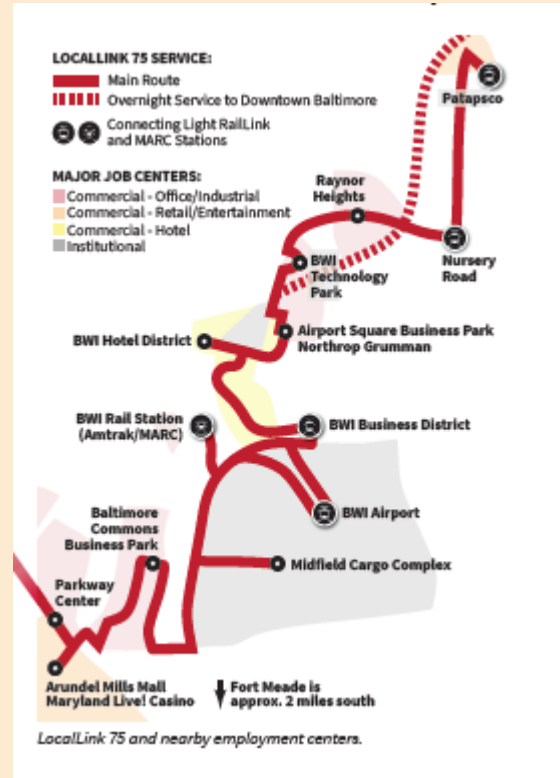 LOCALLINK 75 SERVICE:
Main Route
Overnight Service to Downtown Baltimore
Connecting Light RailLink
and MARC Stations
MAJOR JOB CENTERS:
Commercial - Office/Industrial
Commercial - Retail/Entertainment
Commercial - Hotel
Institutional
Patapsco
Raynor
Heights
Nursery
Road
BWI
Technology
Park
Airport Square Business Park
Northrop Grumman
BWI Hotel District
BWI Rail Station
(Amtrak/MARC)
BWI Business District
BWI Airport
Baltimore
Commons
Business Park
Midfield Cargo Complex
Parkway
Center
Arundel Mills Mall
Maryland Live! Casino
Fort Meade is
approx. 2 miles south
LocalLink 75 and nearby employment centers.